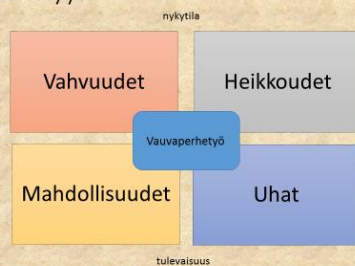 nykytila
Vahvuudet
Heikkoudet
Vauvaperhetyö
Mahdollisuudet
Uhat
tulevaisuus